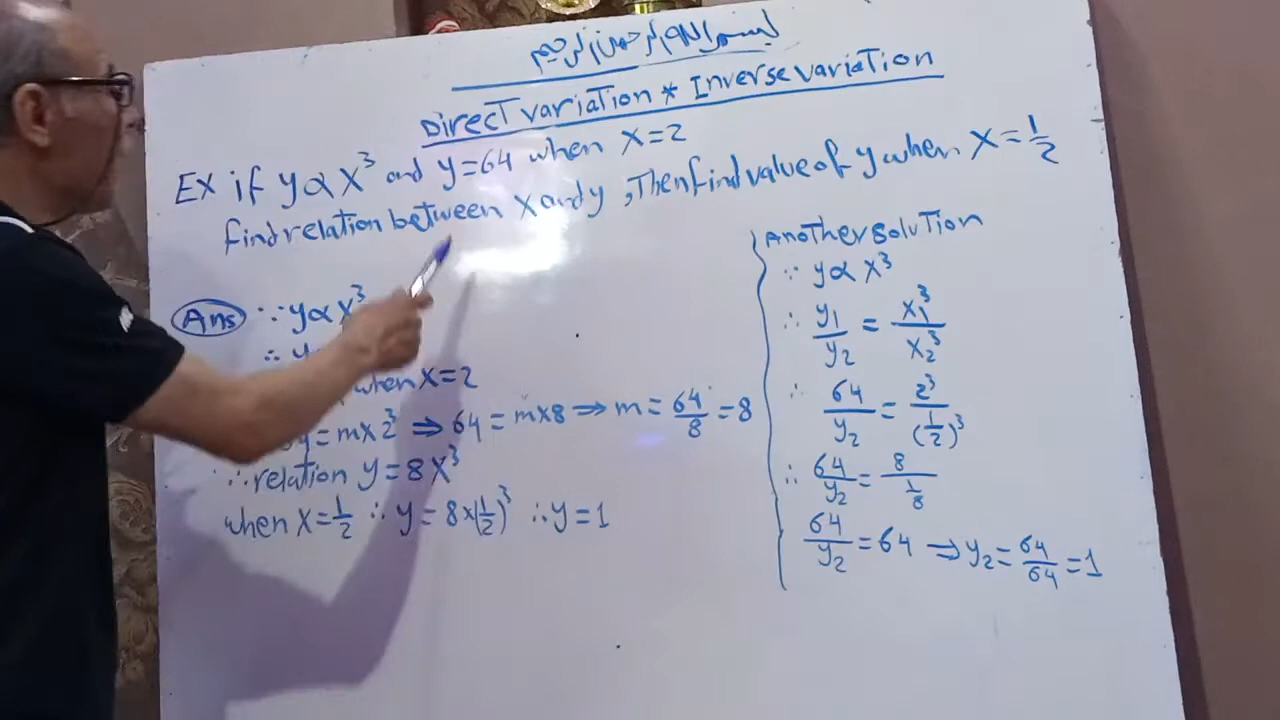 بسم الله الرحمن الرحيم
Direct variation * Inverse variation
EX if y∝X³ and y=64 when X=2
find relation between X and y , Then find value of y when X=1/2
Ans ∵ y∝X³
∴ y
when X=2
y=mx2³ ⇒ 64=mx8 ⇒ m=64/8=8
∴ relation y=8X³
when X=1/2 ∴ y=8x(1/2)³ ∴ y=1
Another solution
∵ y∝X³
∴ y₁/y₂ = X₁³/X₂³
∴ 64/y₂ = 2³/(1/2)³
∴ 64/y₂ = 8/(1/8)
64/y₂ = 64 ⇒ y₂ = 64/64 = 1